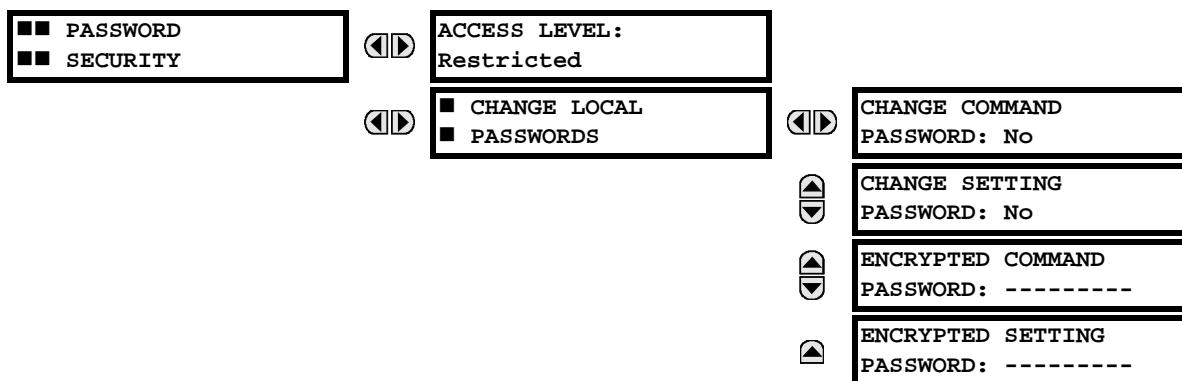 ■■ PASSWORD
■■ SECURITY
ACCESS LEVEL:
Restricted
■ CHANGE LOCAL
■ PASSWORDS
CHANGE COMMAND
PASSWORD: No
CHANGE SETTING
PASSWORD: No
ENCRYPTED COMMAND
PASSWORD: ---------
ENCRYPTED SETTING
PASSWORD: ---------